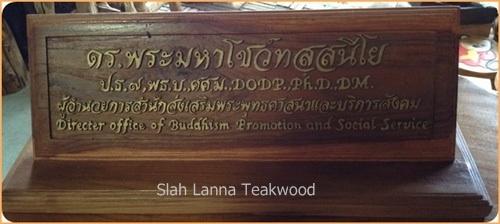 ดร.พระมหาโชว์ทสฺสนีโย
ป.ธ.๗,พธ.บ.,ศศม.,DODP.,Ph.D.,DM.
ผู้อำนวยการสำนักส่งเสริมพระพุทธศาสนาและบริการสังคม
Directer office of Buddhism Promotion and Social Service
Slah Lanna Teakwood